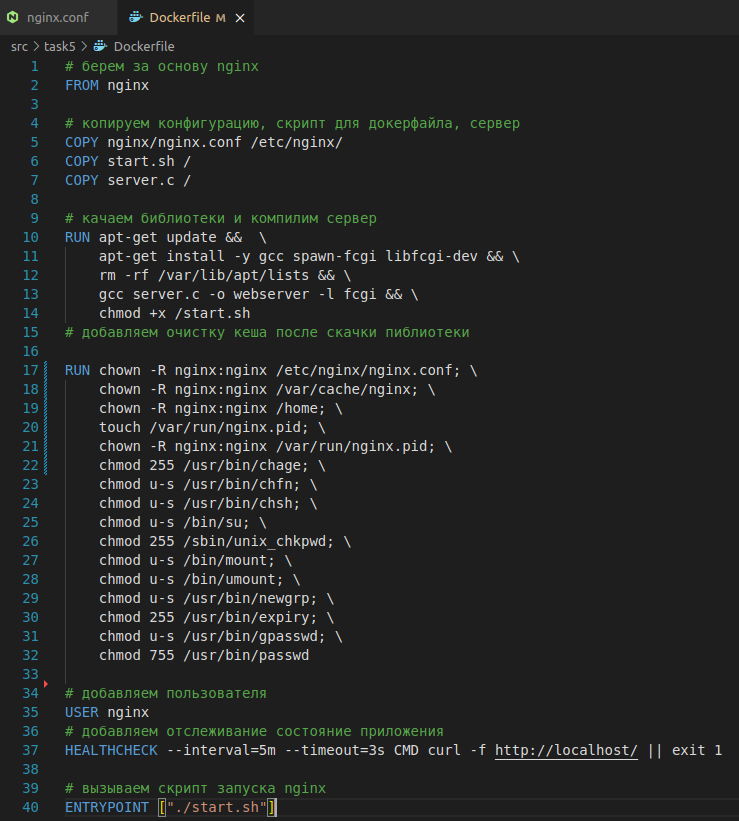 nginx.conf
Dockerfile M ×
src > task5 > Dockerfile
1 # берем за основу nginx
2 FROM nginx
3
4 # копируем конфигурацию, скрипт для докерфайла, сервер
5 COPY nginx/nginx.conf /etc/nginx/
6 COPY start.sh /
7 COPY server.c /
8
9 # качаем библиотеки и компилим сервер
10 RUN apt-get update &&  \
11     apt-get install -y gcc spawn-fcgi libfcgi-dev && \
12     rm -rf /var/lib/apt/lists && \
13     gcc server.c -o webserver -l fcgi && \
14     chmod +x /start.sh
15 # добавляем очистку кеша после скачки пиблиотеки
16
17 RUN chown -R nginx:nginx /etc/nginx/nginx.conf; \
18     chown -R nginx:nginx /var/cache/nginx; \
19     chown -R nginx:nginx /home; \
20     touch /var/run/nginx.pid; \
21     chown -R nginx:nginx /var/run/nginx.pid; \
22     chmod 255 /usr/bin/chage; \
23     chmod u-s /usr/bin/chfn; \
24     chmod u-s /usr/bin/chsh; \
25     chmod u-s /bin/su; \
26     chmod 255 /sbin/unix_chkpwd; \
27     chmod u-s /bin/mount; \
28     chmod u-s /bin/umount; \
29     chmod u-s /usr/bin/newgrp; \
30     chmod 255 /usr/bin/expiry; \
31     chmod u-s /usr/bin/gpasswd; \
32     chmod 755 /usr/bin/passwd
33
34 # добавляем пользователя
35 USER nginx
36 # добавляем отслеживание состояние приложения
37 HEALTHCHECK --interval=5m --timeout=3s CMD curl -f http://localhost/ || exit 1
38
39 # вызываем скрипт запуска nginx
40 ENTRYPOINT ["./start.sh"]